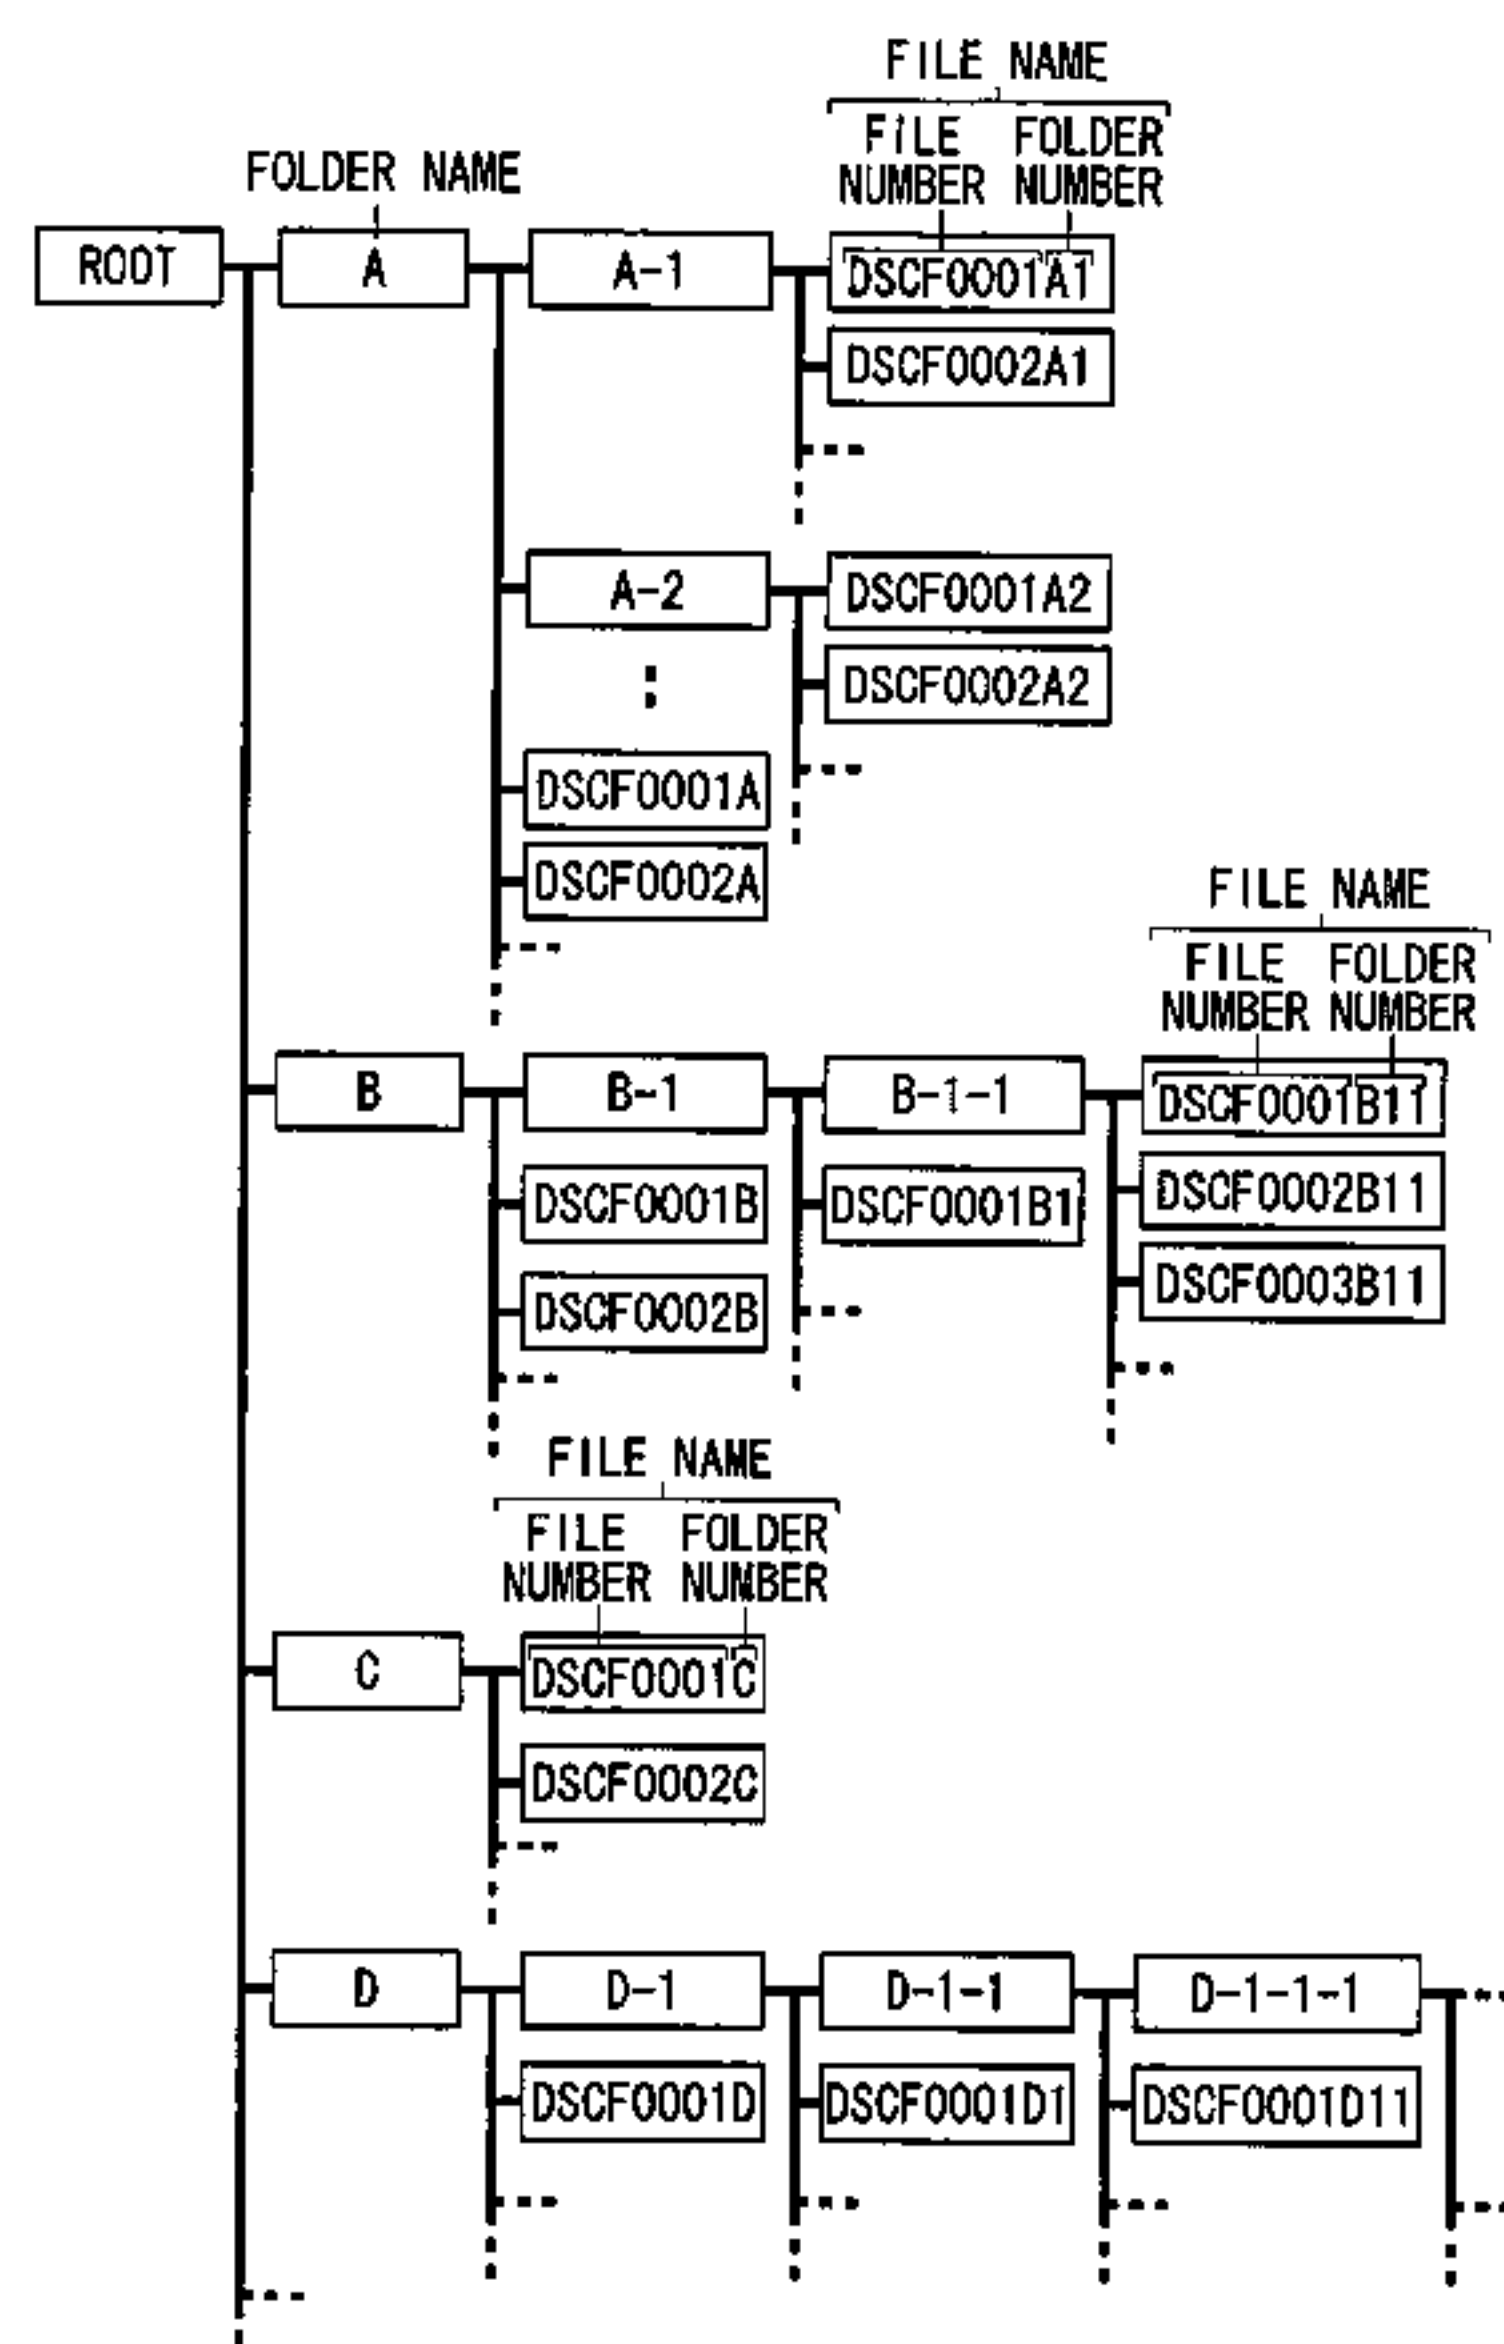 FILE NAME
FILE FOLDER
NUMBER NUMBER
FOLDER NAME
ROOT
A
A-1
DSCF0001A1
DSCF0002A1
A-2
DSCF0001A2
DSCF0002A2
DSCF0001A
DSCF0002A
FILE NAME
FILE FOLDER
NUMBER NUMBER
B
B-1
B-1-1
DSCF0001B11
DSCF0001B
DSCF0001B1
DSCF0002B11
DSCF0002B
DSCF0003B11
FILE NAME
FILE FOLDER
NUMBER NUMBER
C
DSCF0001C
DSCF0002C
D
D-1
D-1-1
D-1-1-1
DSCF0001D
DSCF0001D1
DSCF0001D11